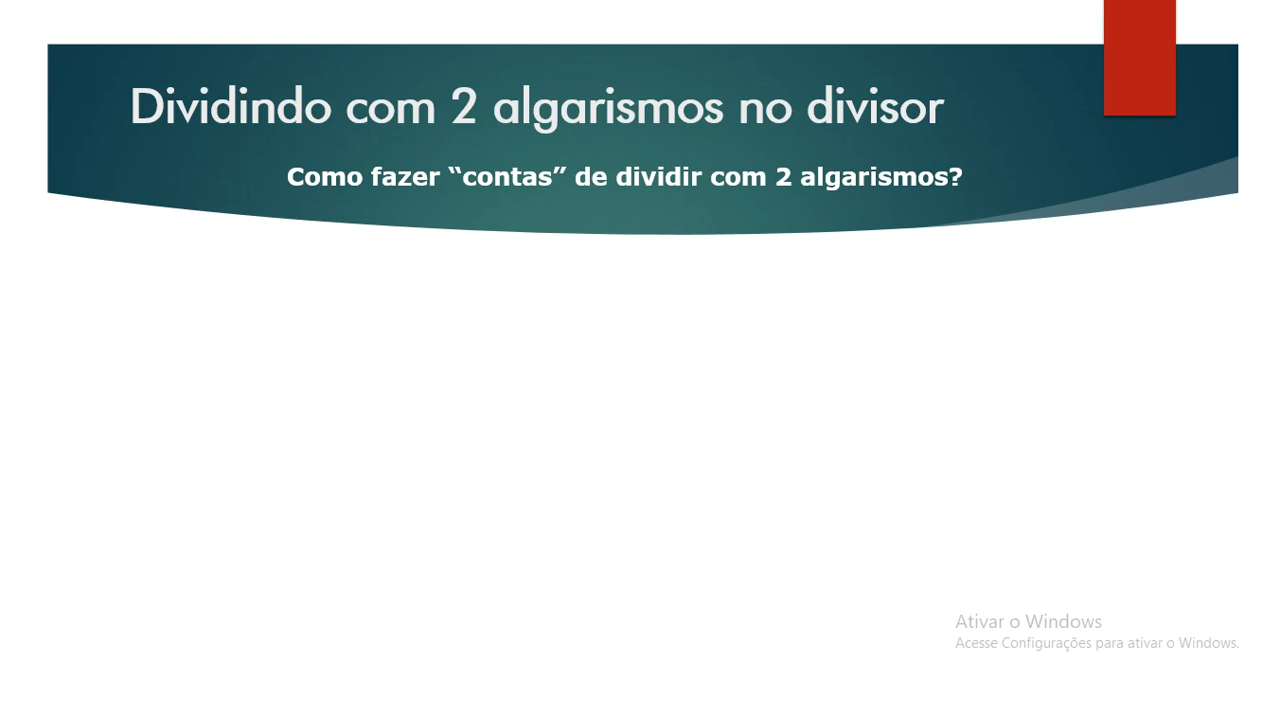 Dividindo com 2 algarismos no divisor
Como fazer “contas” de dividir com 2 algarismos?
Ativar o Windows
Acesse Configurações para ativar o Windows.